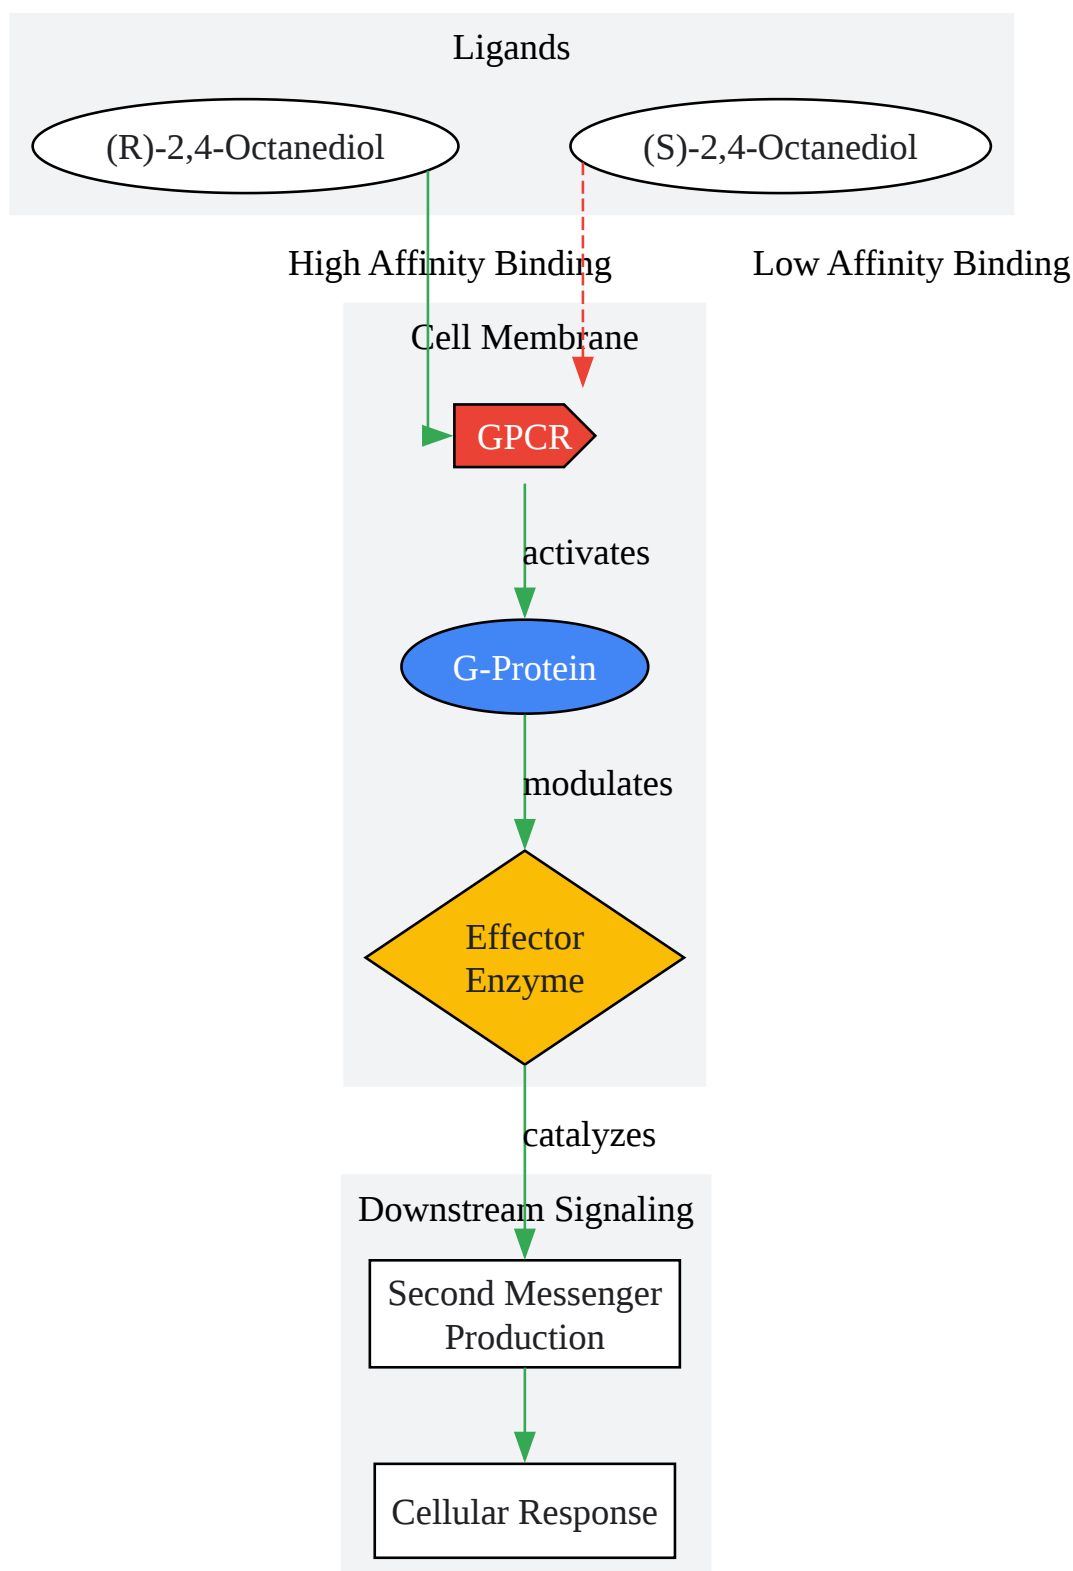 Ligands
(R)-2,4-Octanediol
(S)-2,4-Octanediol
High Affinity Binding
Low Affinity Binding
Cell Membrane
GPCR
activates
G-Protein
modulates
Effector
Enzyme
catalyzes
Downstream Signaling
Second Messenger
Production
Cellular Response